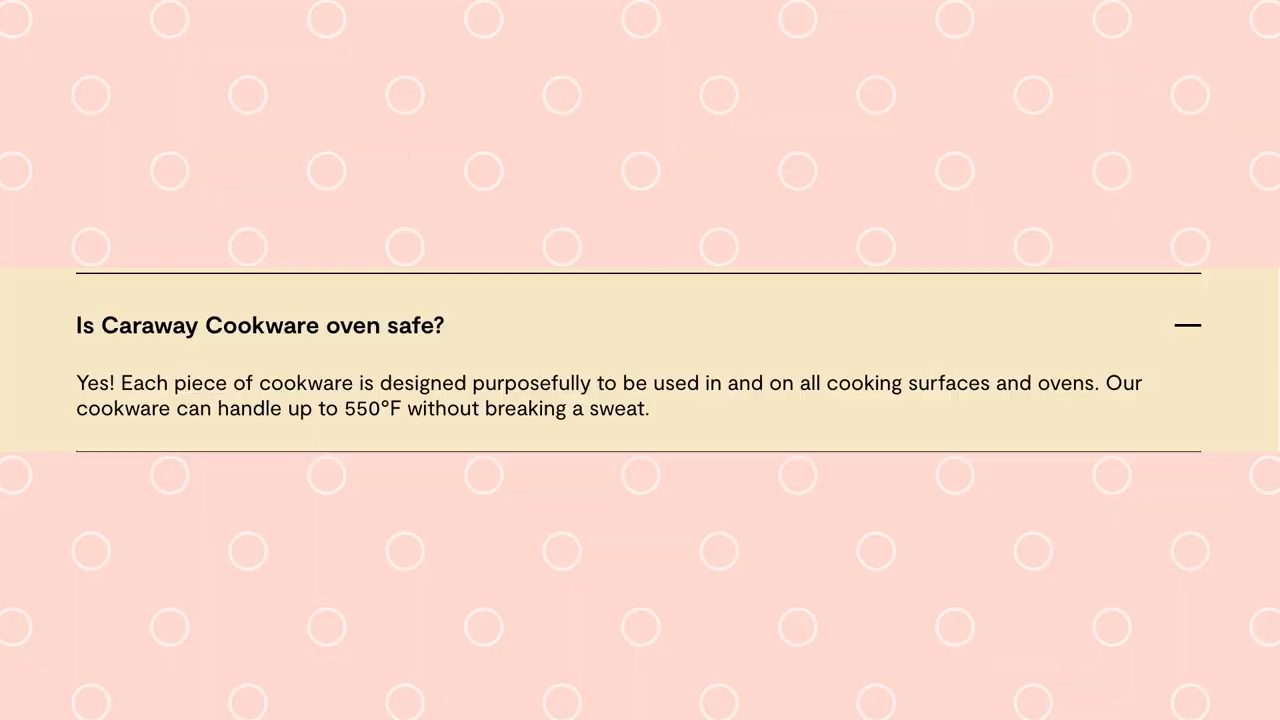 Is Caraway Cookware oven safe?
Yes! Each piece of cookware is designed purposefully to be used in and on all cooking surfaces and ovens. Our
cookware can handle up to 550°F without breaking a sweat.